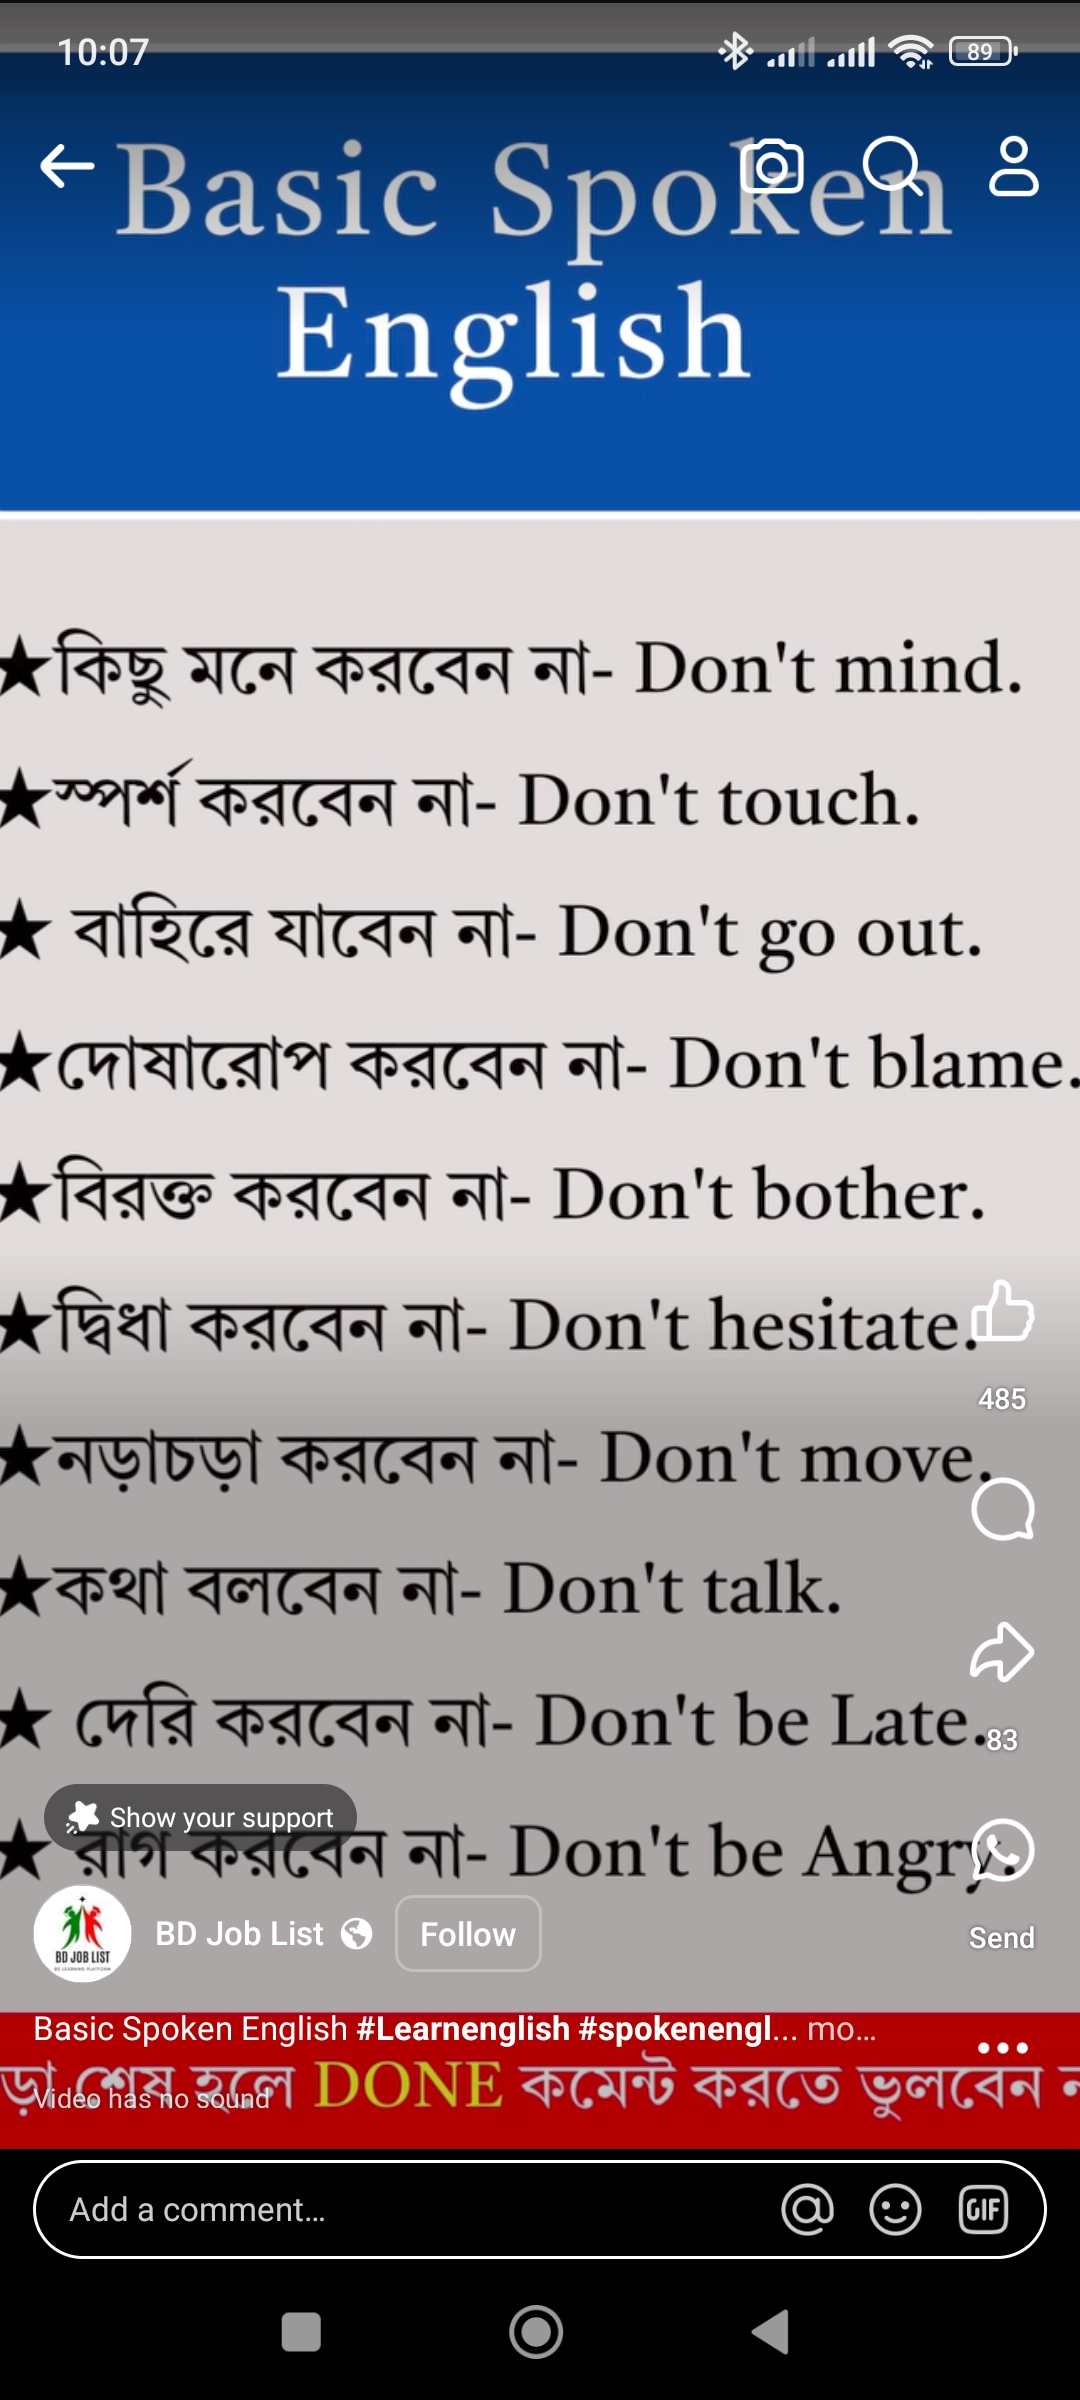 10:07
89
Basic Spoken
English
★কিছু মনে করবেন না- Don't mind.
★স্পর্শ করবেন না- Don't touch.
★ বাহিরে যাবেন না- Don't go out.
★দোষারোপ করবেন না- Don't blame.
★বিরক্ত করবেন না- Don't bother.
★দ্বিধা করবেন না- Don't hesitate.
485
★নড়াচড়া করবেন না- Don't move.
★কথা বলবেন না- Don't talk.
★ দেরি করবেন না- Don't be Late.
83
Show your support
★ রাগ করবেন না- Don't be Angry.
BD JOB LIST
BD Job List
Follow
Send
Basic Spoken English #Learnenglish #spokenengl... mo...
ড়া শেষ হলে DONE কমেন্ট করতে ভুলবেন
Video has no sound
Add a comment...
GIF